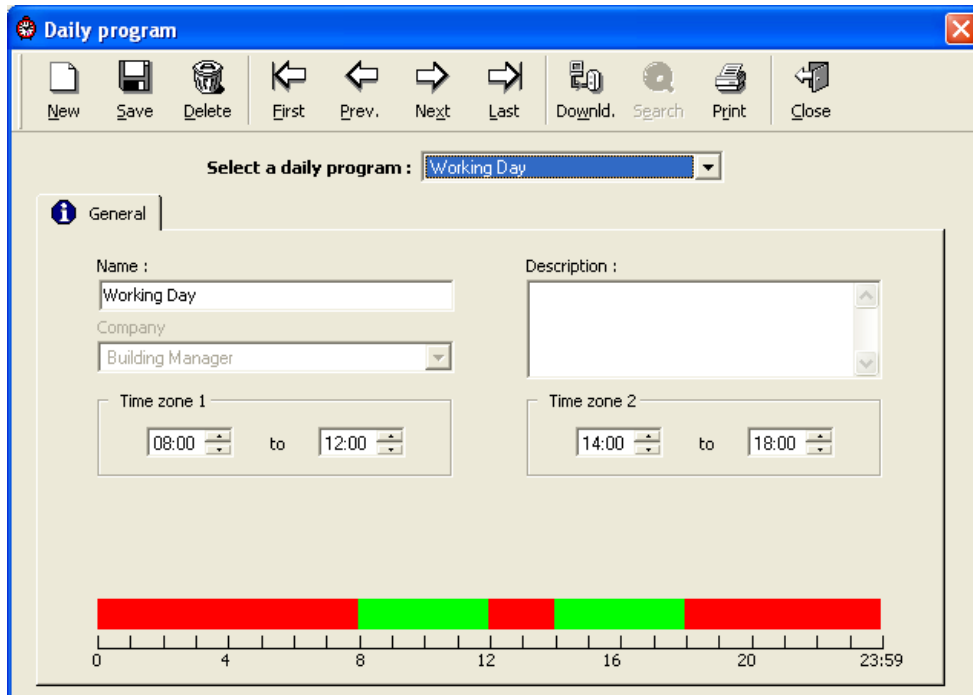 Daily program
New Save Delete First Prev. Next Last Downld. Search Print Close
Select a daily program : Working Day
General
Name : Description :
Working Day
Company
Building Manager
Time zone 1 Time zone 2
08:00 to 12:00 14:00 to 18:00
0 4 8 12 16 20 23:59